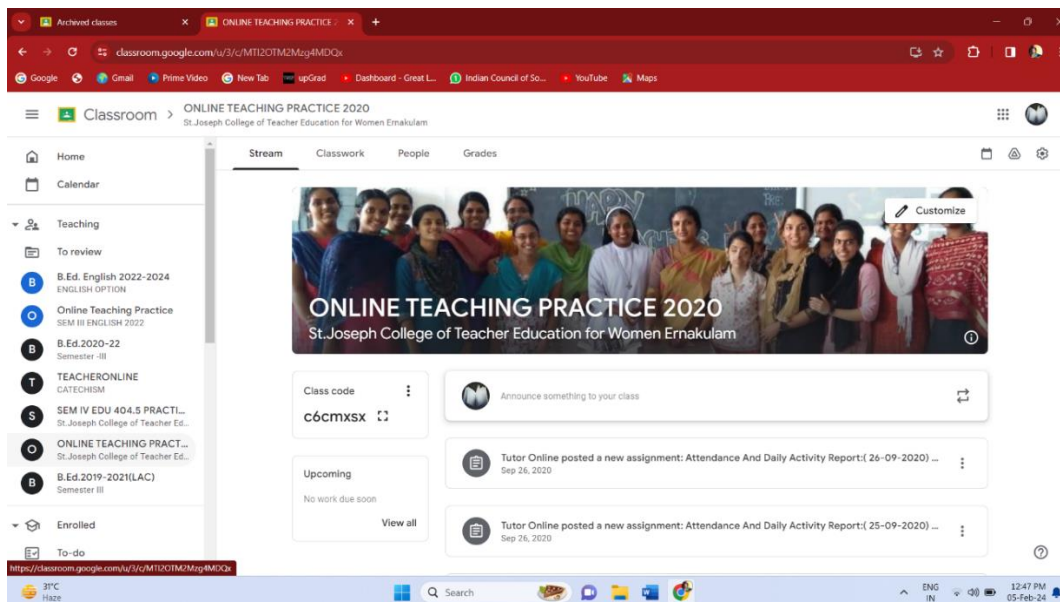 Archived classes
ONLINE TEACHING PRACTICE 2
classroom.google.com/u/3/c/MTI2OTM2Mzg4MDQx
Google
Gmail
Prime Video
New Tab
upGrad
Dashboard - Great L...
Indian Council of So...
YouTube
Maps
Classroom > ONLINE TEACHING PRACTICE 2020
St.Joseph College of Teacher Education for Women Ernakulam
Home
Calendar
Teaching
To review
B
B.Ed. English 2022-2024
ENGLISH OPTION
O
Online Teaching Practice
SEM III ENGLISH 2022
B
B.Ed.2020-22
Semester -III
T
TEACHERONLINE
CATECHISM
S
SEM IV EDU 404.5 PRACTI...
St.Joseph College of Teacher Ed...
O
ONLINE TEACHING PRACT...
St.Joseph College of Teacher Ed...
B
B.Ed.2019-2021(LAC)
Semester III
Enrolled
To-do
https://classroom.google.com/u/3/c/MTI2OTM2Mzg4MDQx
Stream Classwork People Grades
HAPPY
Customize
ONLINE TEACHING PRACTICE 2020
St.Joseph College of Teacher Education for Women Ernakulam
Class code
c6cmxsx
Upcoming
No work due soon
View all
Announce something to your class
Tutor Online posted a new assignment: Attendance And Daily Activity Report:( 26-09-2020) ...
Sep 26, 2020
Tutor Online posted a new assignment: Attendance And Daily Activity Report:( 25-09-2020) ...
Sep 26, 2020
31°C
Haze
Search
ENG
IN
12:47 PM
05-Feb-24